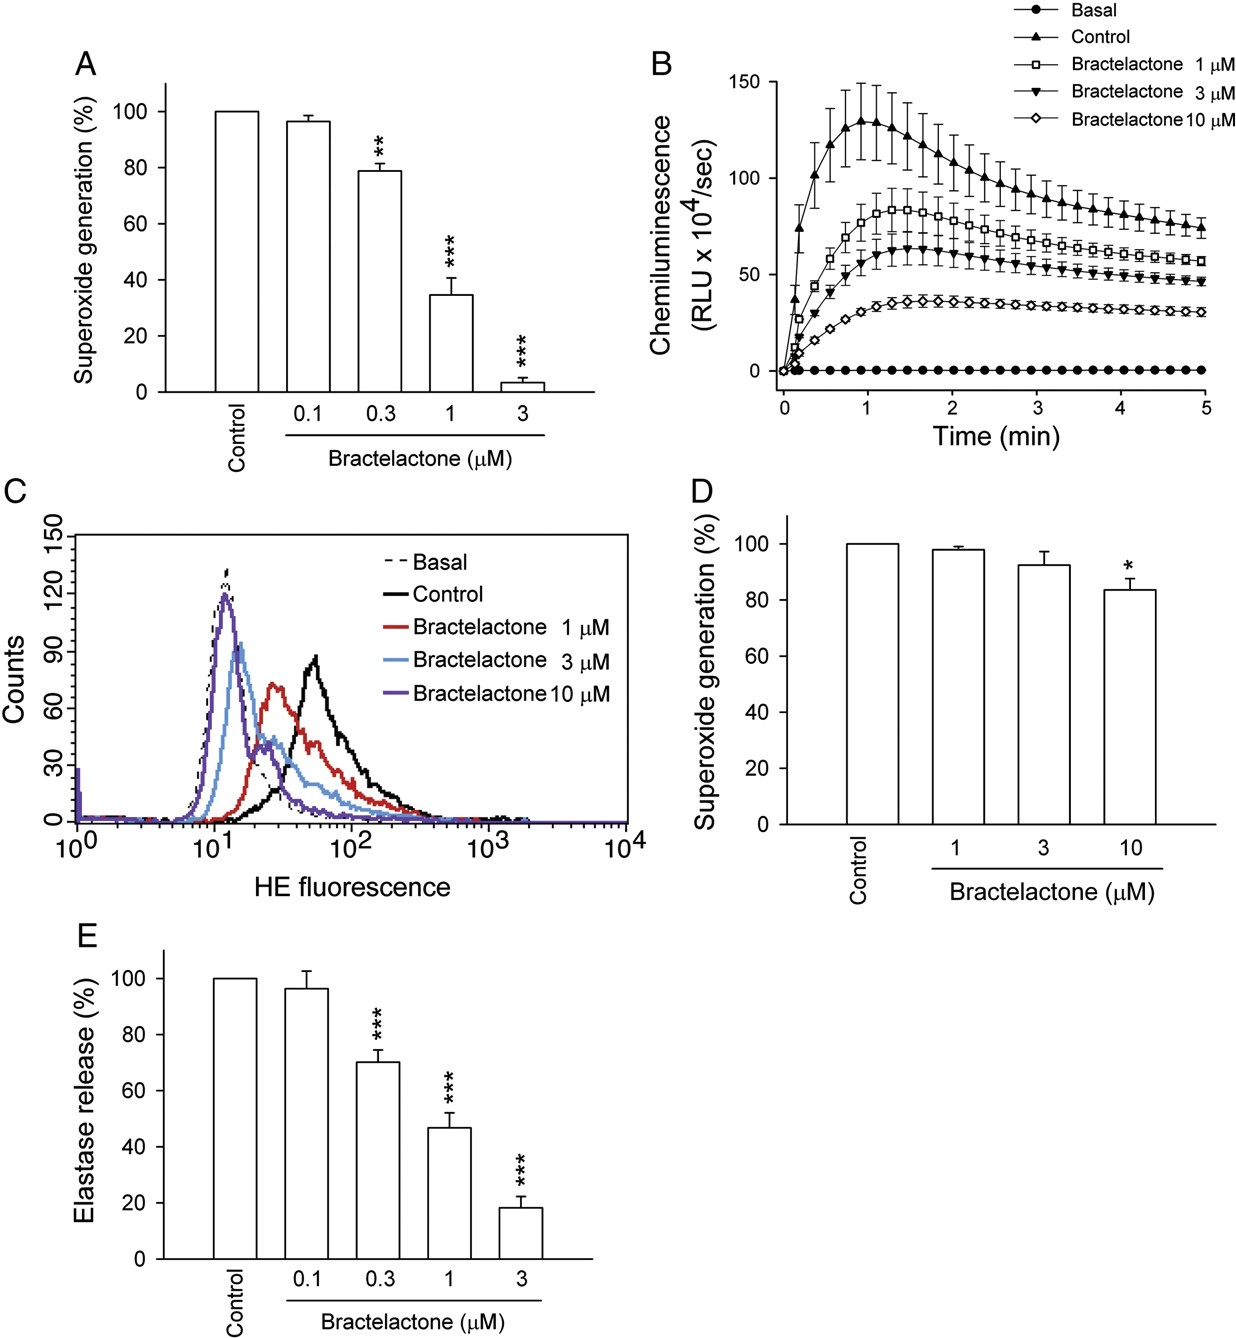 A
Superoxide generation (%)
100
80
60
40
20
0
**
***
***
Control
0.1
0.3
1
3
Bractelactone (μM)
B
Basal
Control
Bractelactone 1 μM
Bractelactone 3 μM
Bractelactone 10 μM
Chemiluminescence
(RLU x 10⁴/sec)
150
100
50
0
0 1 2 3 4 5
Time (min)
C
Counts
150
120
90
60
30
0
Basal
Control
Bractelactone 1 μM
Bractelactone 3 μM
Bractelactone 10 μM
10⁰ 10¹ 10² 10³ 10⁴
HE fluorescence
D
Superoxide generation (%)
100
80
60
40
20
0
*
Control
1
3
10
Bractelactone (μM)
E
Elastase release (%)
100
80
60
40
20
0
***
***
***
Control
0.1
0.3
1
3
Bractelactone (μM)